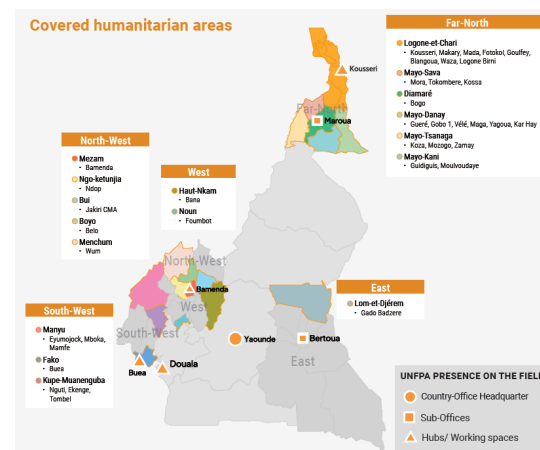 Covered humanitarian areas
Far-North
Logone-et-Chari
• Kousseri, Makary, Mada, Fotokol, Goulfey,
Blangoua, Waza, Logone Birni
Mayo-Sava
• Mora, Tokombere, Kossa
Diamaré
• Bogo
Mayo-Danay
• Gueré, Gobo 1, Vélé, Maga, Yagoua, Kar Hay
Mayo-Tsanaga
• Koza, Mozogo, Zamay
Mayo-Kani
• Guidiguis, Moulvoudaye
Kousseri
Far-North
Maroua
North-West
Mezam
• Bamenda
Ngo-ketunjia
• Ndop
Bui
• Jakiri CMA
Boyo
• Belo
Menchum
• Wum
West
Haut-Nkam
• Bana
Noun
• Foumbot
North-West
Bamenda
West
East
Lom-et-Djérem
• Gado Badzere
South-West
Manyu
• Eyumojock, Mboka,
Mamfe
Fako
• Buea
Kupe-Muanenguba
• Nguti, Ekenge,
Tombel
South-West
Yaounde
Bertoua
Buea
Douala
East
UNFPA PRESENCE ON THE FIEL
Country-Office Headquarter
Sub-Offices
Hubs/ Working spaces